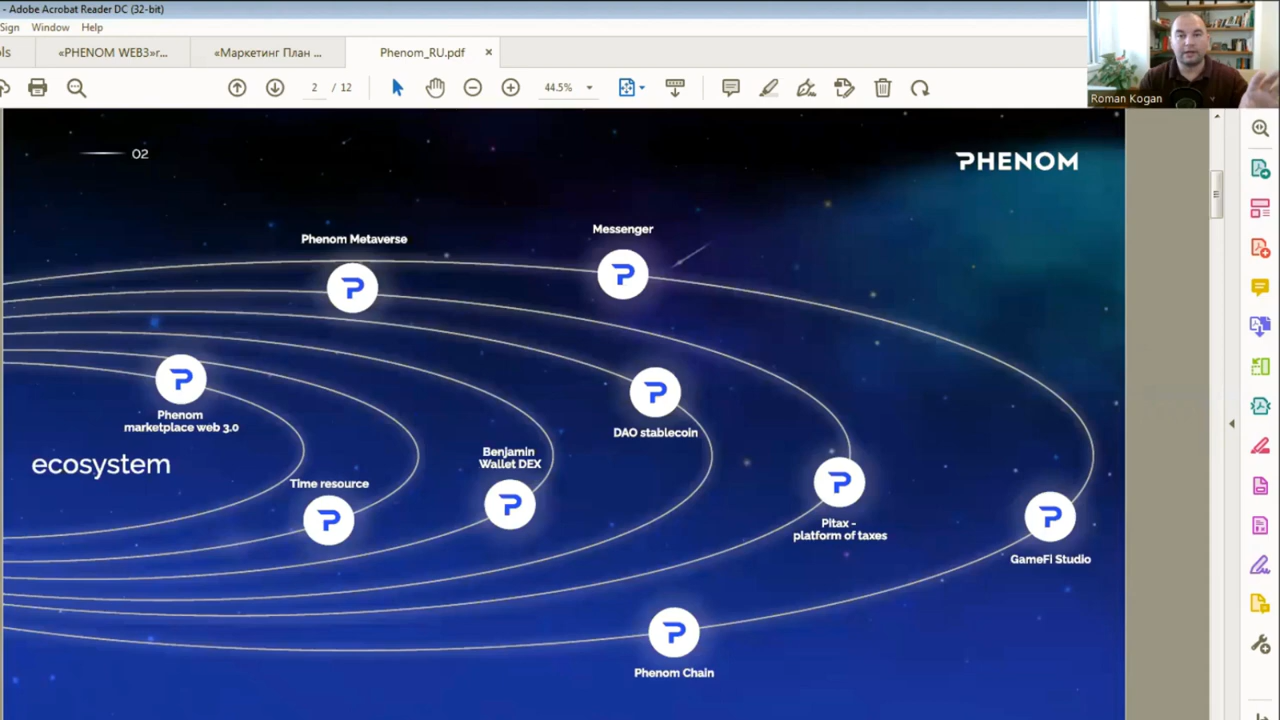 - Adobe Acrobat Reader DC (32-bit)
Sign Window Help
ls
«PHENOM WEB3»r...
«Маркетинг План ...
Phenom_RU.pdf
2 / 12
44.5%
Roman Kogan
02
PHENOM
Phenom Metaverse
Messenger
Phenom
marketplace web 3.0
DAO stablecoin
ecosystem
Benjamin
Wallet DEX
Time resource
Pitax -
platform of taxes
GameFi Studio
Phenom Chain